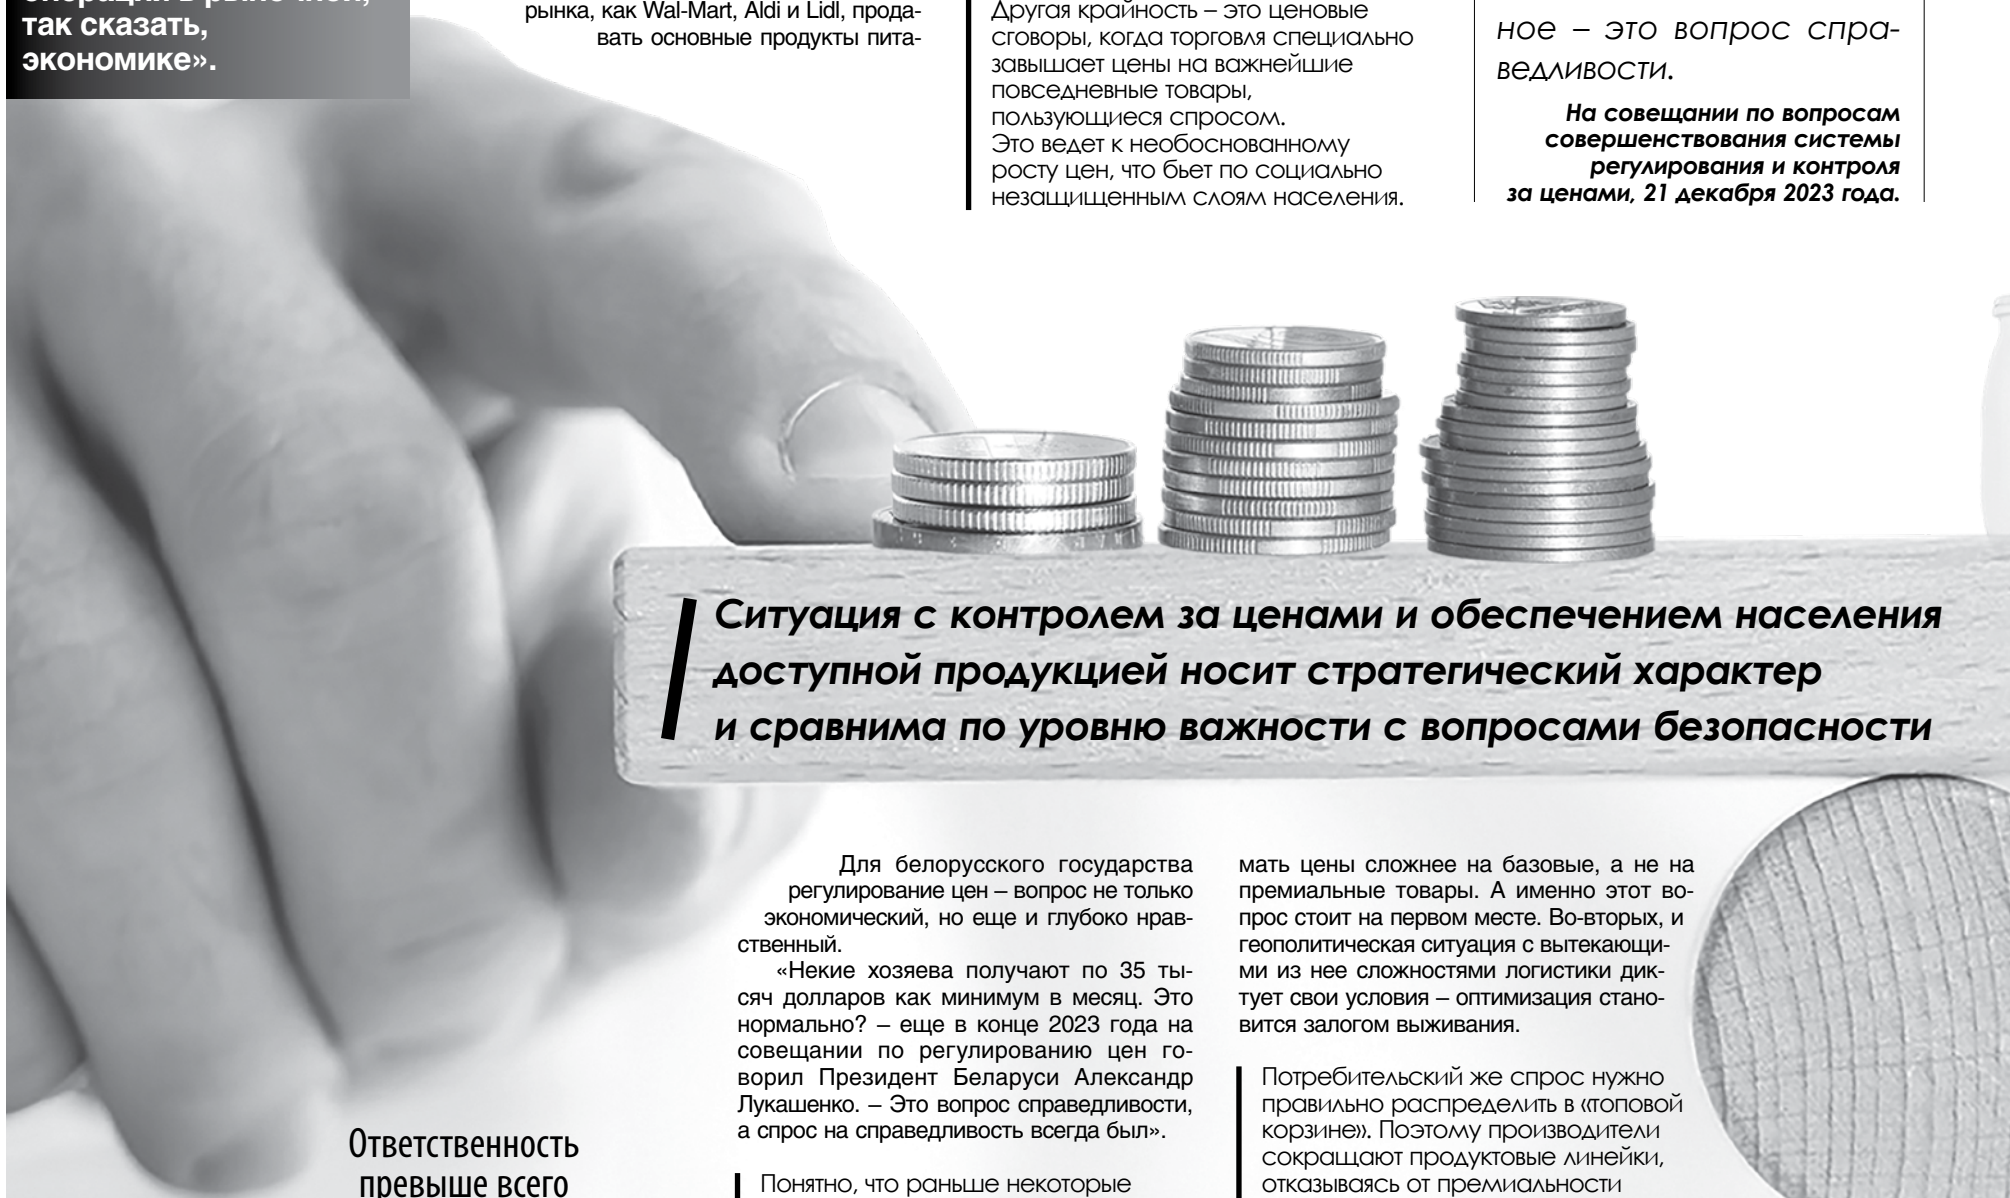 так сказать,
экономике».
рынка, как Wal-Mart, Aldi и Lidl, прода-
вать основные продукты пита-
Другая крайность – это ценовые
сговоры, когда торговля специально
завышает цены на важнейшие
повседневные товары,
пользующиеся спросом.
Это ведет к необоснованному
росту цен, что бьет по социально
незащищенным слоям населения.
ное – это вопрос спра-
ведливости.
На совещании по вопросам
совершенствования системы
регулирования и контроля
за ценами, 21 декабря 2023 года.
Ситуация с контролем за ценами и обеспечением населения
доступной продукцией носит стратегический характер
и сравнима по уровню важности с вопросами безопасности
Ответственность
превыше всего
Для белорусского государства
регулирование цен – вопрос не только
экономический, но еще и глубоко нрав-
ственный.
«Некие хозяева получают по 35 ты-
сяч долларов как минимум в месяц. Это
нормально? – еще в конце 2023 года на
совещании по регулированию цен го-
ворил Президент Беларуси Александр
Лукашенко. – Это вопрос справедливости,
а спрос на справедливость всегда был».
Понятно, что раньше некоторые
мать цены сложнее на базовые, а не на
премиальные товары. А именно этот во-
прос стоит на первом месте. Во-вторых, и
геополитическая ситуация с вытекающи-
ми из нее сложностями логистики дик-
тует свои условия – оптимизация стано-
вится залогом выживания.
Потребительский же спрос нужно
правильно распределить в «топовой
корзине». Поэтому производители
сокращают продуктовые линейки,
отказываясь от премиальности